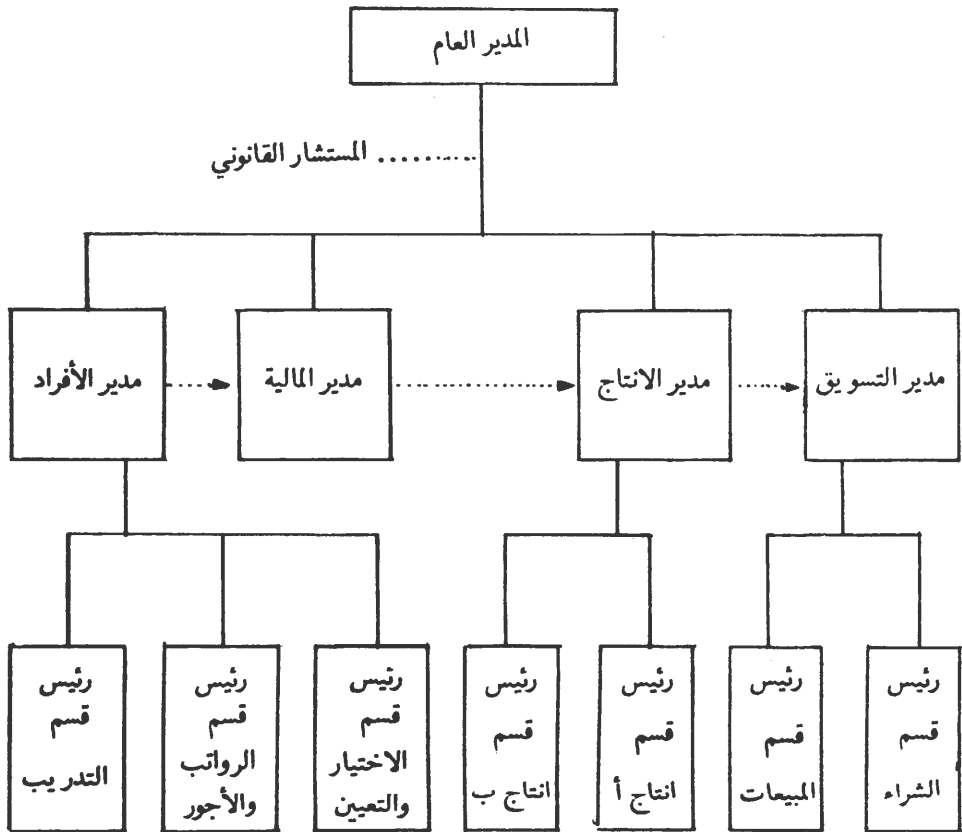 المدير العام
المستشار القانوني ........
مدير التسويق
مدير الانتاج
مدير المالية
مدير الأفراد
رئيس
قسم
الشراء
رئيس
قسم
المبيعات
رئيس
قسم
انتاج أ
رئيس
قسم
انتاج ب
رئيس
قسم
الاختيار
والتعيين
رئيس
قسم
الرواتب
والأجور
رئيس
قسم
التدريب